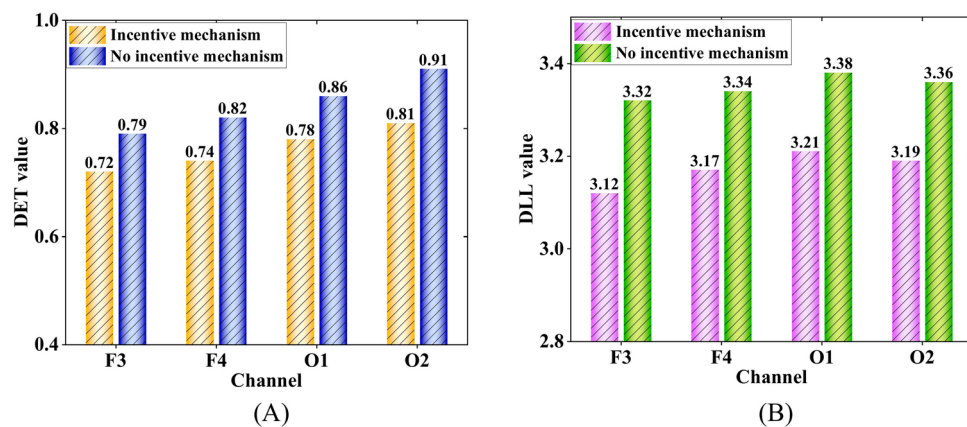 1.0
0.8
0.6
0.4
DET value
Incentive mechanism
No incentive mechanism
0.72
0.79
0.74
0.82
0.78
0.86
0.81
0.91
F3
F4
O1
O2
Channel
(A)
3.4
3.2
3.0
2.8
DLL value
Incentive mechanism
No incentive mechanism
3.12
3.32
3.17
3.34
3.21
3.38
3.19
3.36
F3
F4
O1
O2
Channel
(B)